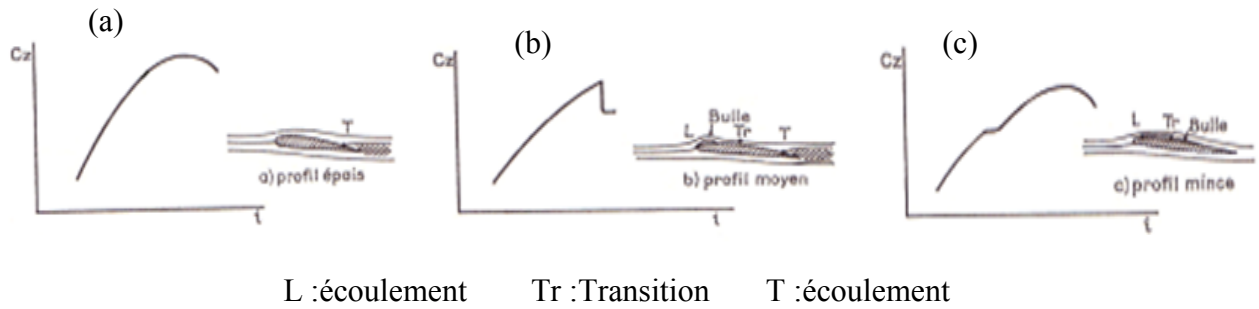 (a)
Cz
T
a) profil épais
i
(b)
Cz
Bulle
L Tr T
b) profil moyen
i
(c)
Cz
L Tr Bulle
c) profil mince
i
L :écoulement Tr :Transition T :écoulement